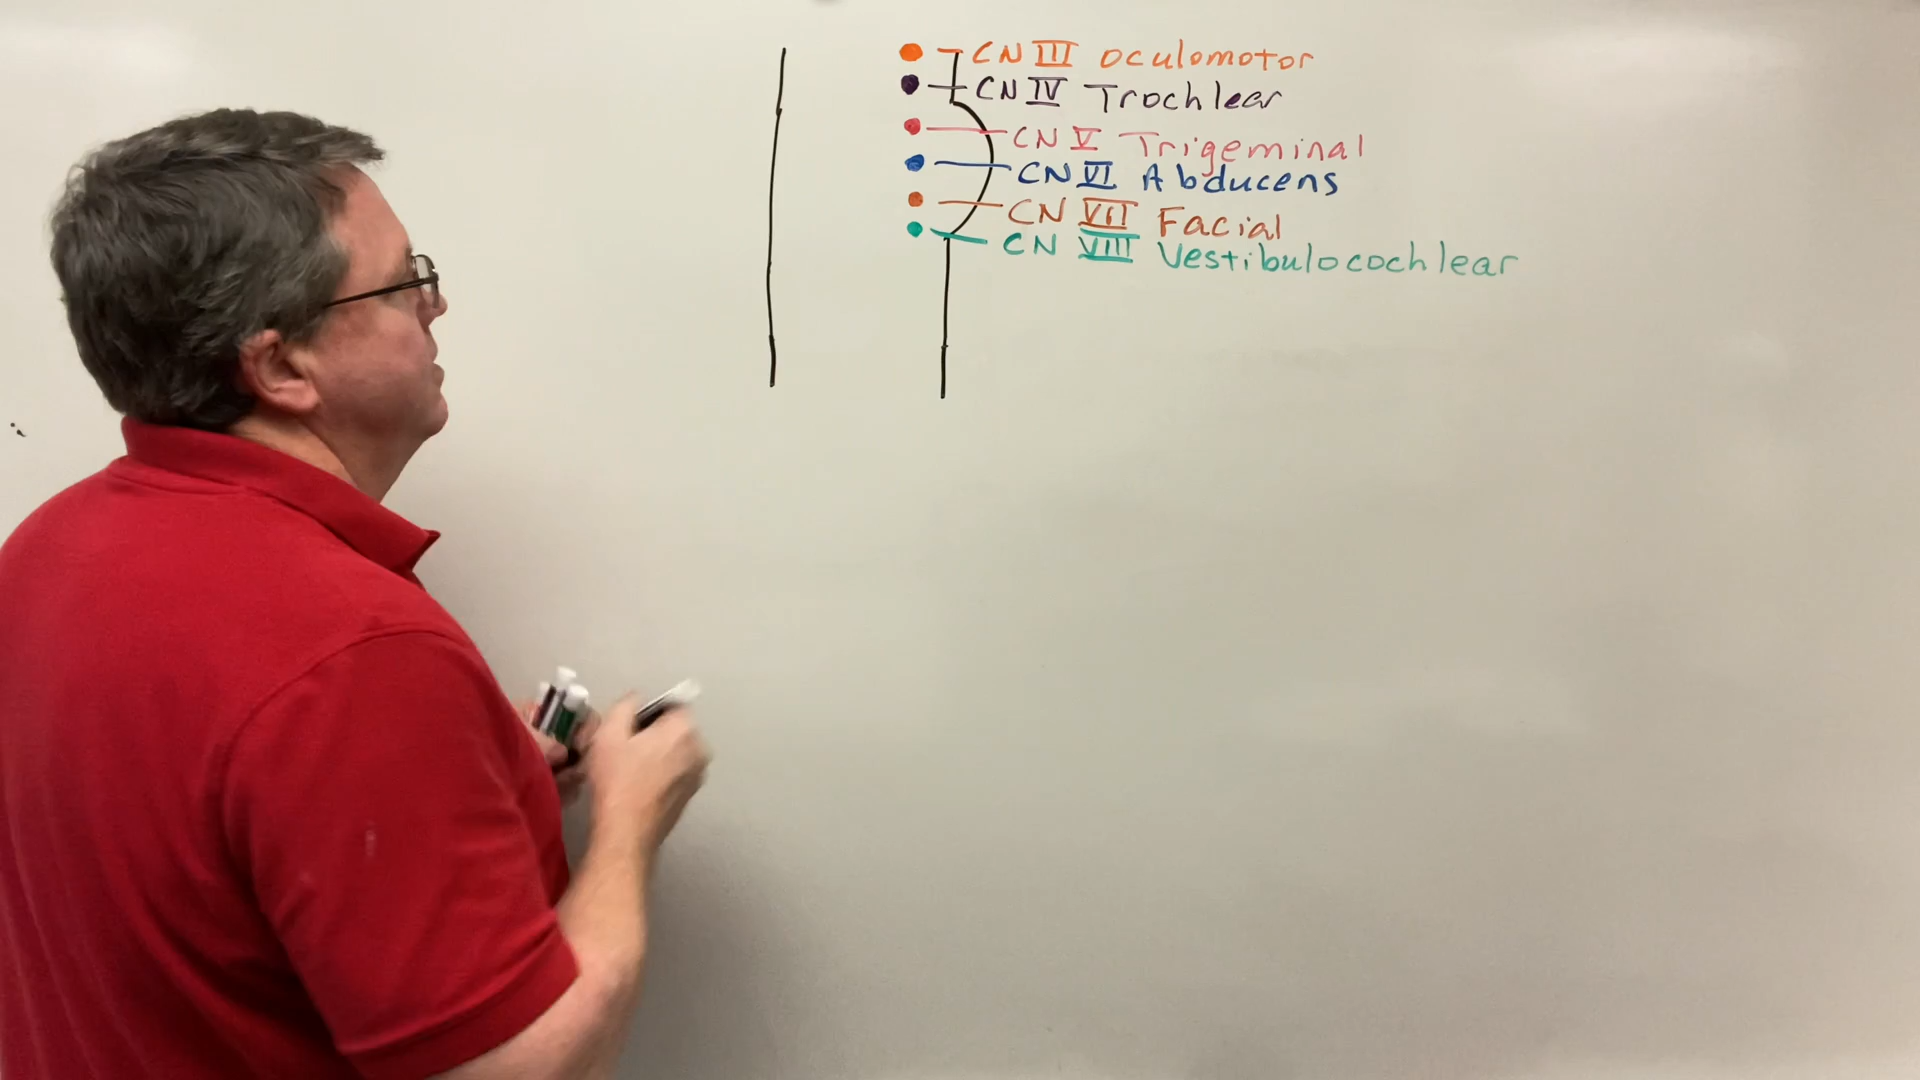 CN III Oculomotor
CN IV Trochlear
CN V Trigeminal
CN VI Abducens
CN VII Facial
CN VIII Vestibulocochlear